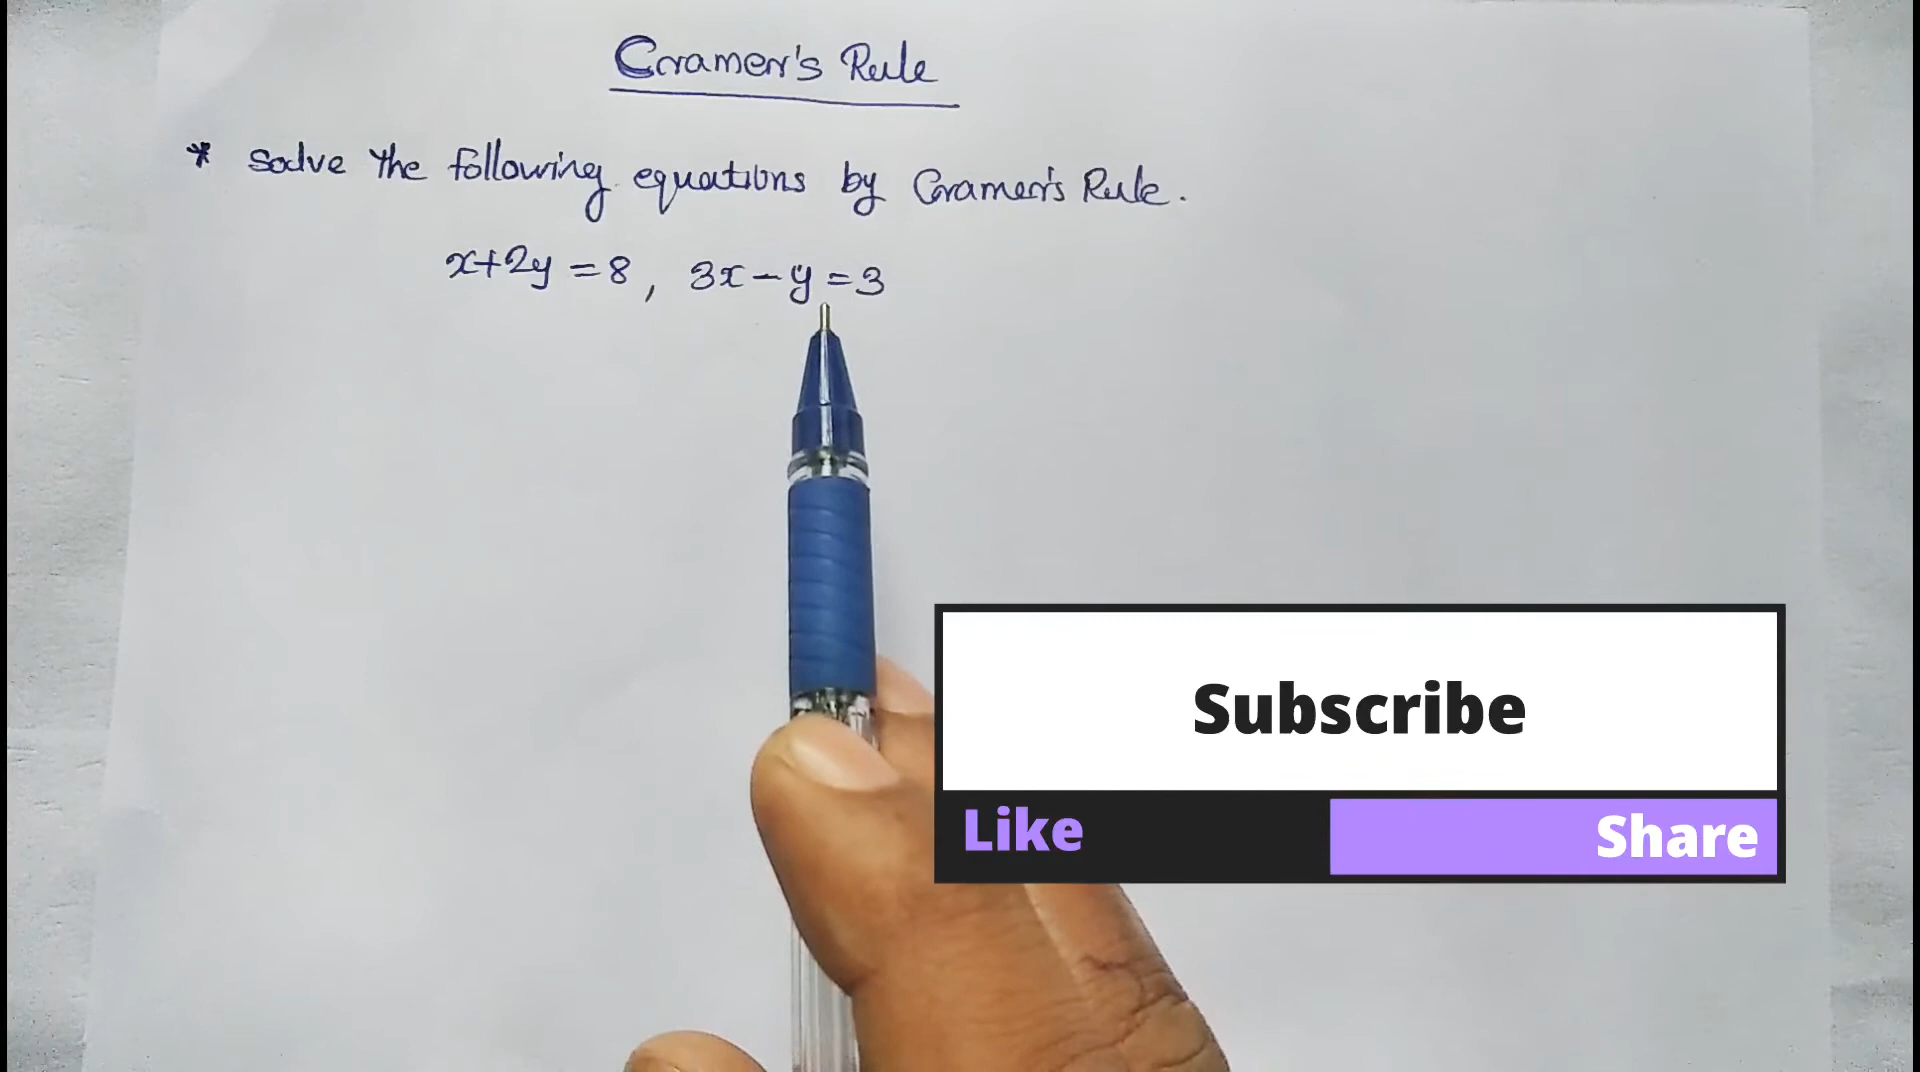 Cramer's Rule
* Solve the following equations by Cramer's Rule.
x+2y = 8, 3x - y = 3
Subscribe
Like
Share